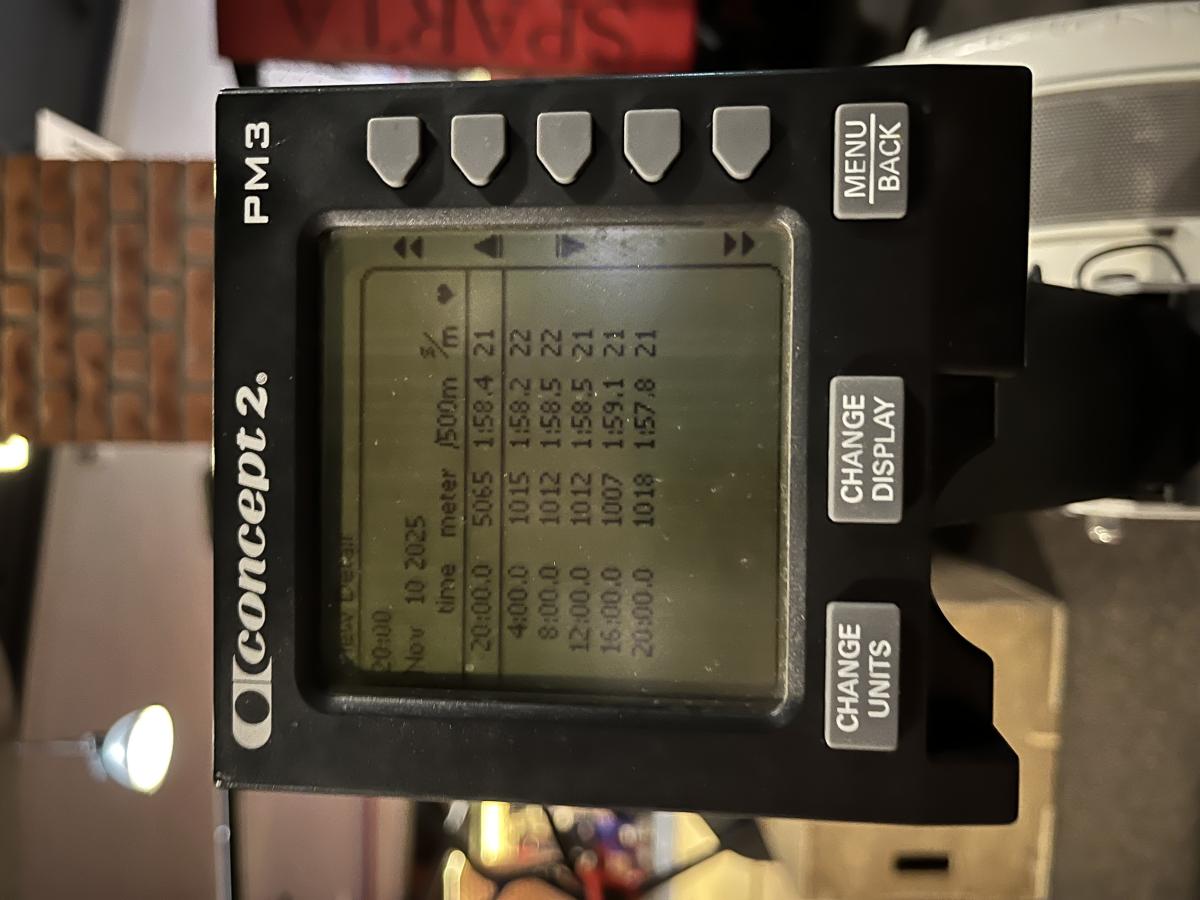 SPARTA
concept 2. PM3
View Detail
20:00
Nov 10 2025
time meter /500m s/m ♥
20:00.0 5065 1:58.4 21
4:00.0 1015 1:58.2 22
8:00.0 1012 1:58.5 22
12:00.0 1012 1:58.5 21
16:00.0 1007 1:59.1 21
20:00.0 1018 1:57.8 21
CHANGE UNITS
CHANGE DISPLAY
MENU BACK